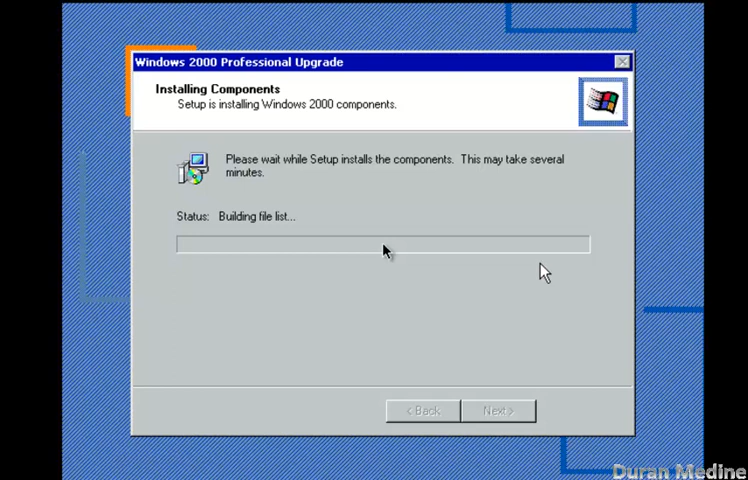 Windows 2000 Professional Upgrade
Installing Components
Setup is installing Windows 2000 components.
Please wait while Setup installs the components. This may take several
minutes.
Status: Building file list...
< Back Next >
Duran Medine